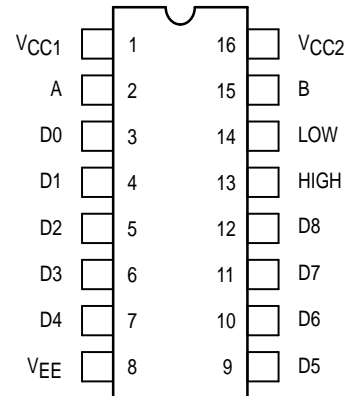 VCC1 1 16 VCC2
A 2 15 B
D0 3 14 LOW
D1 4 13 HIGH
D2 5 12 D8
D3 6 11 D7
D4 7 10 D6
VEE 8 9 D5